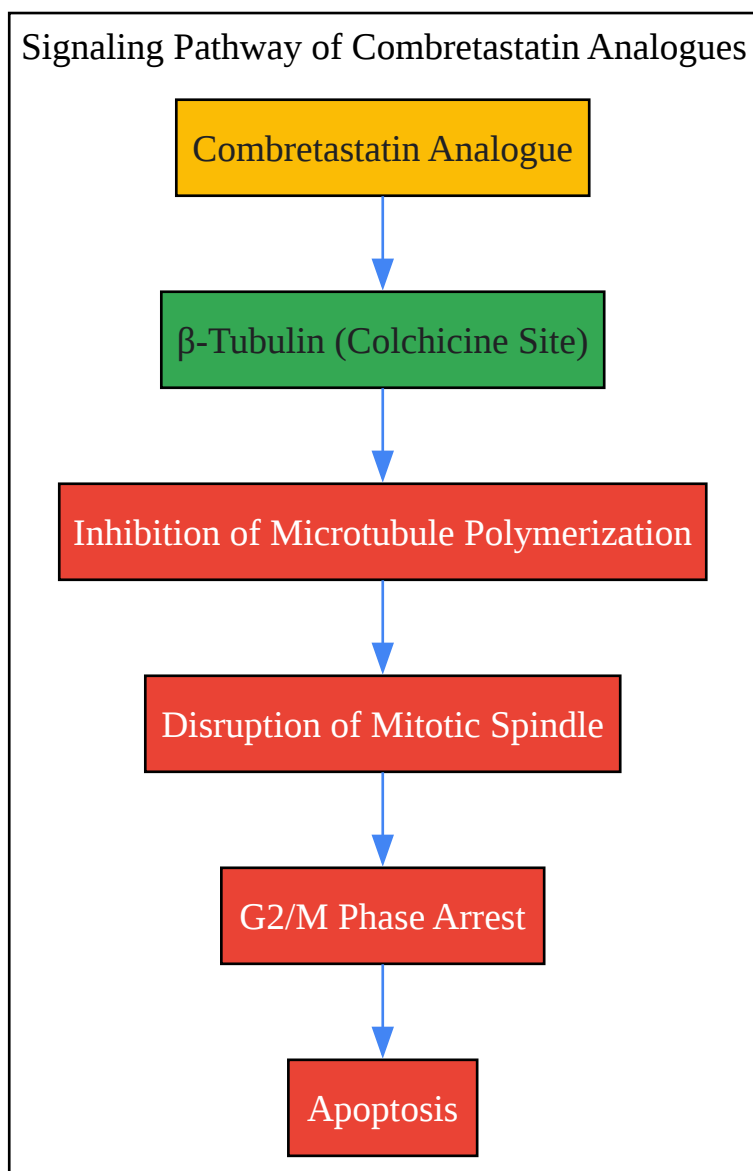 Signaling Pathway of Combretastatin Analogues
Combretastatin Analogue
β-Tubulin (Colchicine Site)
Inhibition of Microtubule Polymerization
Disruption of Mitotic Spindle
G2/M Phase Arrest
Apoptosis